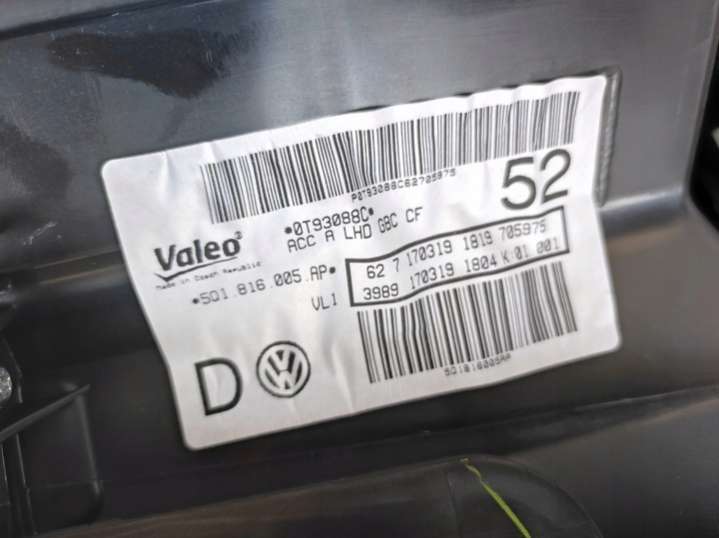 P0T93088C62705975
52
*0T93088C*
ACC A LHD GBC CF
Valeo
Made in Czech Republic
*5Q1.816.005.AP*
VL1
62 7 170319 1819 705975
3989 170319 1804 K 01 001
5Q1816005AP
D